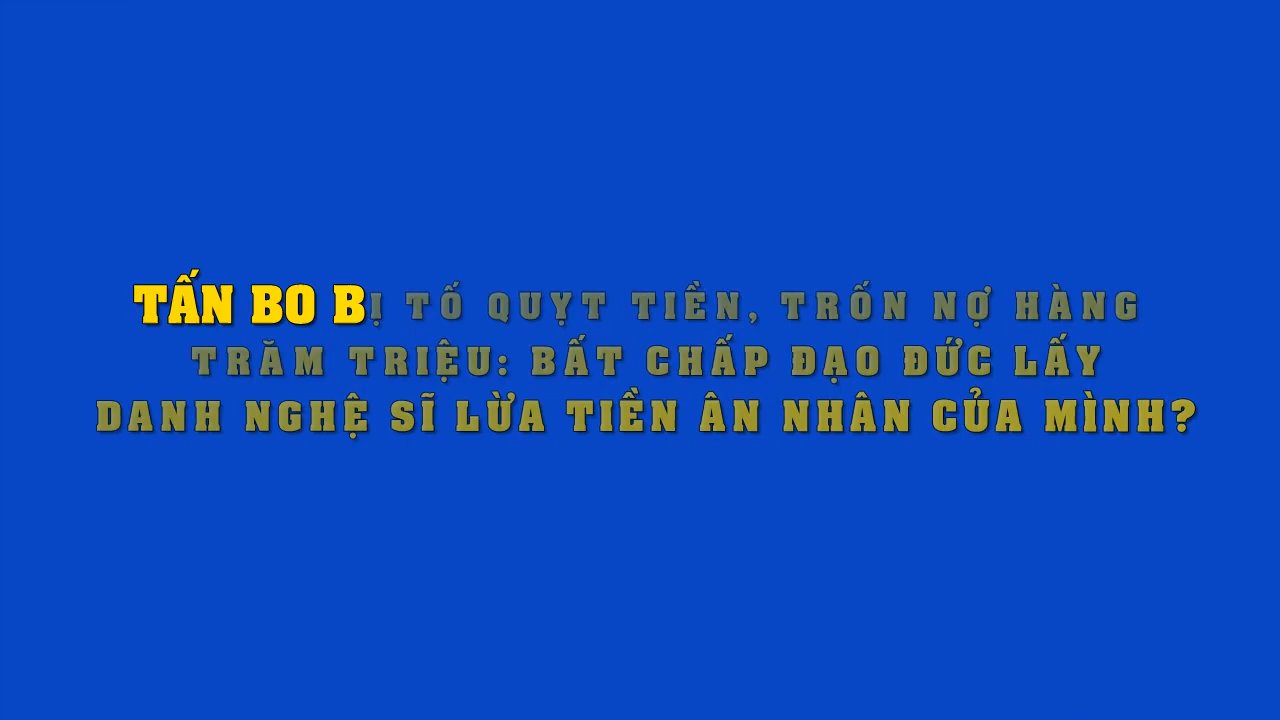 TẤN BO BỊ TỐ QUỴT TIỀN, TRỐN NỢ HÀNG
TRĂM TRIỆU: BẤT CHẤP ĐẠO ĐỨC LẤY
DANH NGHỆ SĨ LỪA TIỀN ÂN NHÂN CỦA MÌNH?